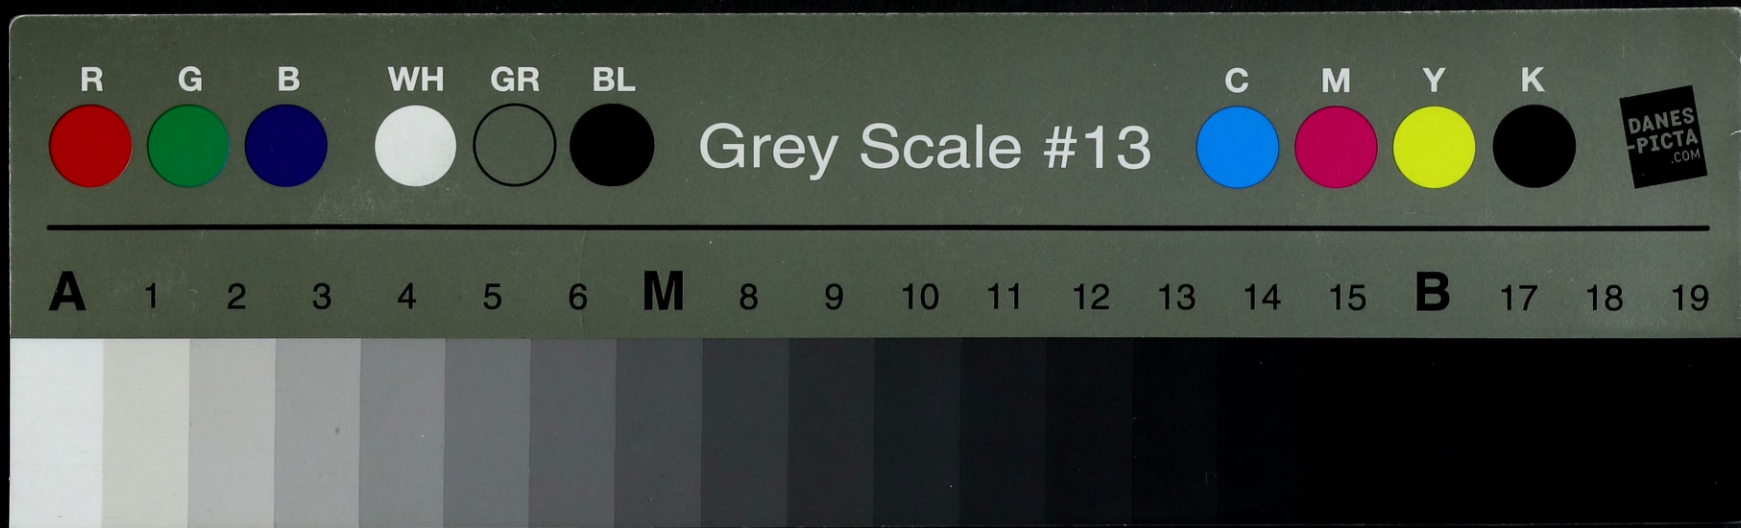 R G B WH GR BL
Grey Scale #13
C M Y K
DANES
-PICTA
.COM
A 1 2 3 4 5 6 M 8 9 10 11 12 13 14 15 B 17 18 19